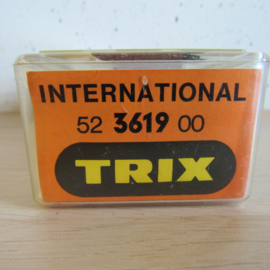 INTERNATIONAL
52 3619 00
TRIX